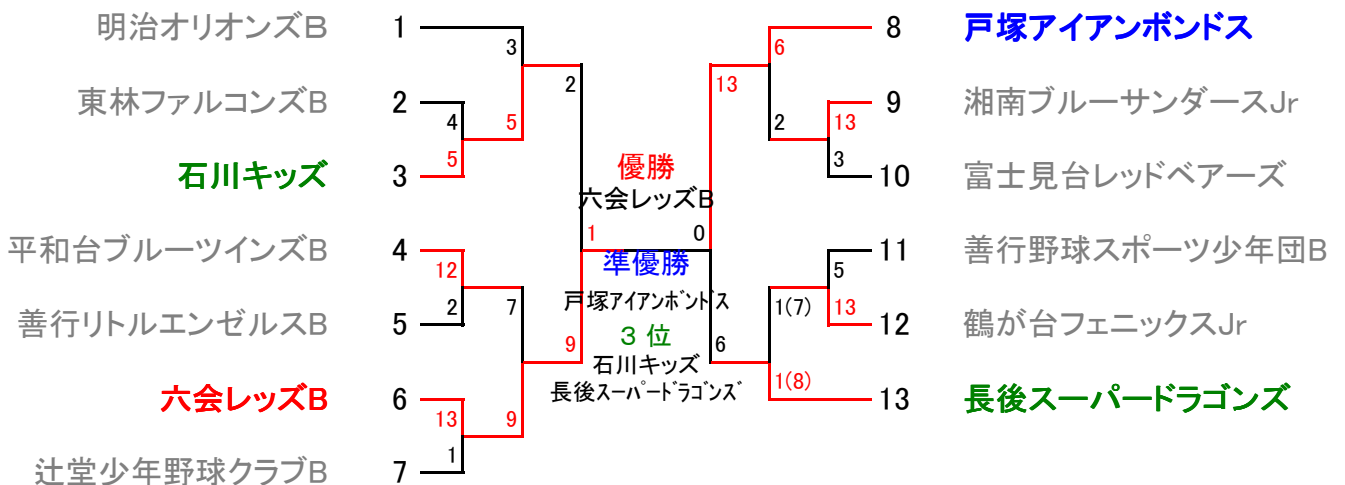 明治オリオンズB 1
3
東林ファルコンズB 2
4
5
石川キッズ 3
5
2
平和台ブルーツインズB 4
12
善行リトルエンゼルスB 5
2
7
六会レッズB 6
13
9
辻堂少年野球クラブB 7
1
9
優勝
六会レッズB
1 0
準優勝
戸塚アイアンボンドス
3 位
石川キッズ
長後スーパードラゴンズ
8 戸塚アイアンボンドス
6
13
9 湘南ブルーサンダースJr
13
2
10 富士見台レッドベアーズ
3
11 善行野球スポーツ少年団B
5
1(7)
12 鶴が台フェニックスJr
13
6
13 長後スーパードラゴンズ
1(8)